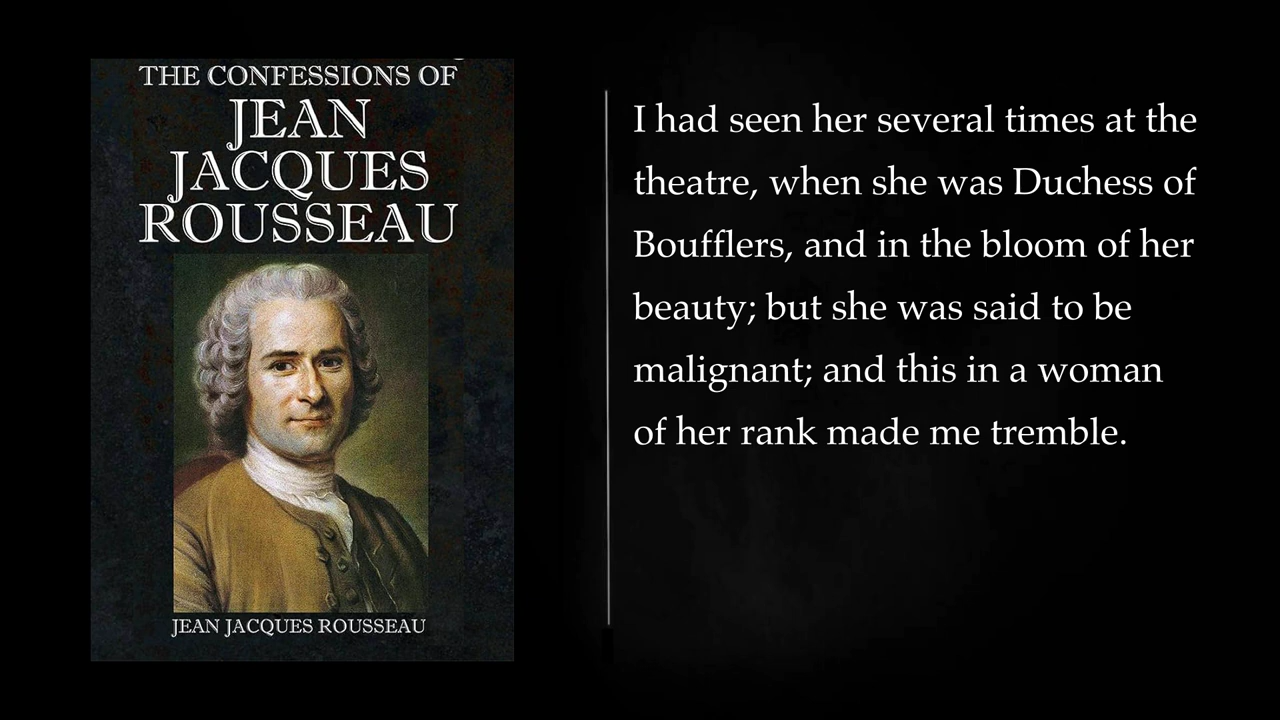 THE CONFESSIONS OF
JEAN
JACQUES
ROUSSEAU
JEAN JACQUES ROUSSEAU
I had seen her several times at the
theatre, when she was Duchess of
Boufflers, and in the bloom of her
beauty; but she was said to be
malignant; and this in a woman
of her rank made me tremble.